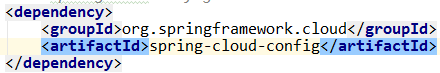 <dependency>
<groupId>org.springframework.cloud</groupId>
<artifactId>spring-cloud-config</artifactId>
</dependency>